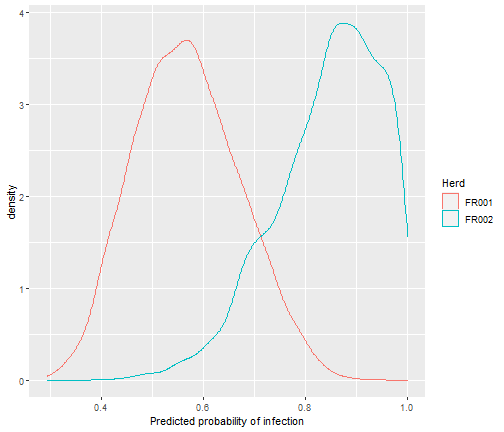 4
3
2
1
0
density
0.4 0.6 0.8 1.0
Predicted probability of infection
Herd
FR001
FR002